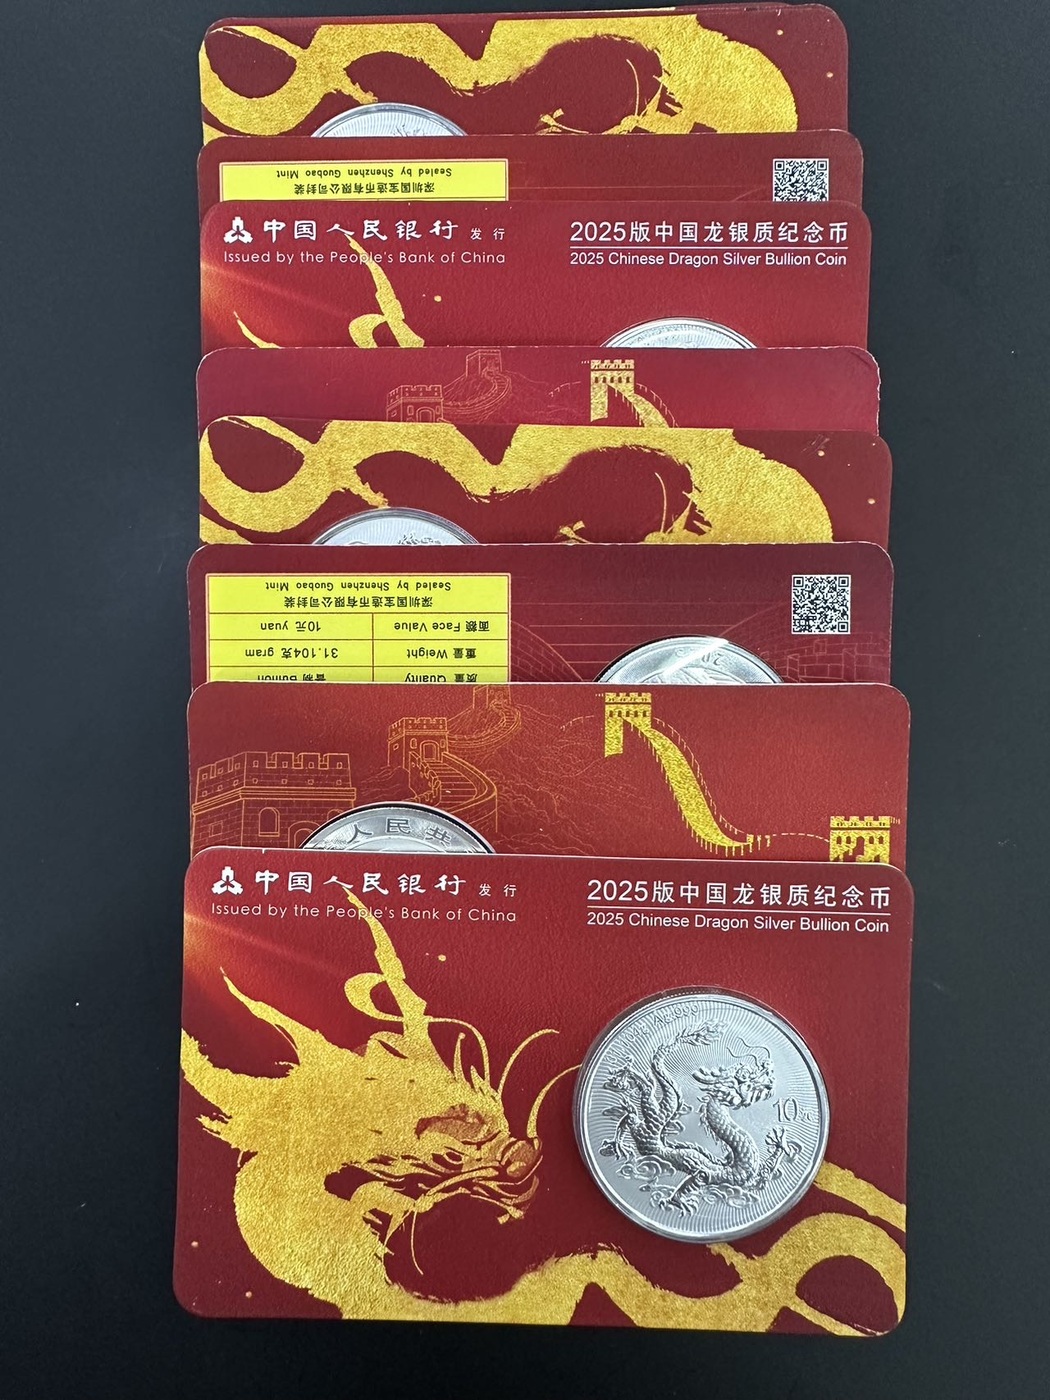 Sealed by Shenzhen Guobao Mint
深圳国宝造币有限公司封装
中国人民银行 发行
Issued by the People's Bank of China
2025版中国龙银质纪念币
2025 Chinese Dragon Silver Bullion Coin
Sealed by Shenzhen Guobao Mint
深圳国宝造币有限公司封装
面额 Face Value 10元 yuan
重量 Weight 31.104克 gram
质量 Quality 普制 Bullion
人民共
中国人民银行 发行
Issued by the People's Bank of China
2025版中国龙银质纪念币
2025 Chinese Dragon Silver Bullion Coin
10元